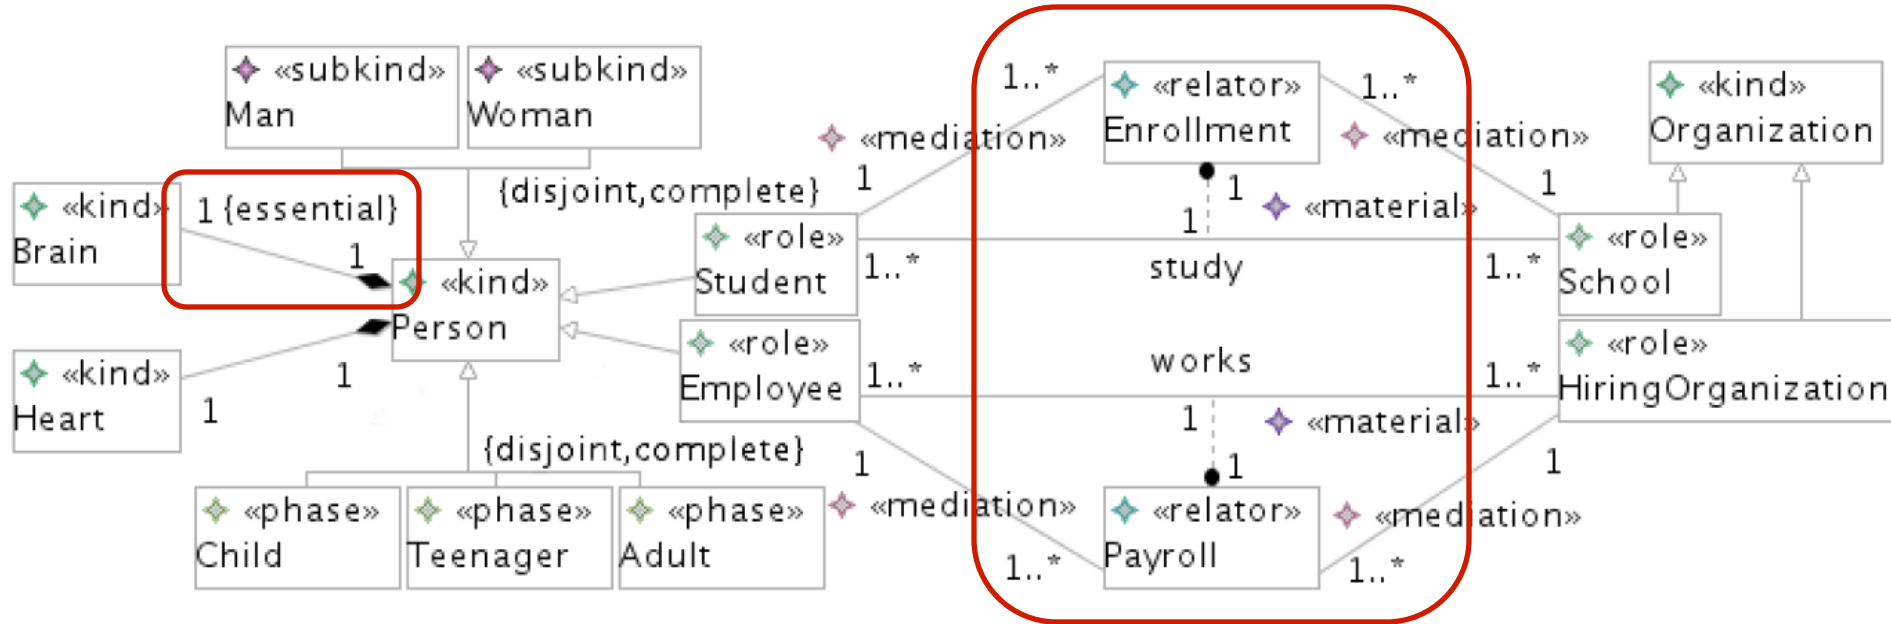 «subkind»
Man
«subkind»
Woman
{disjoint,complete}
«kind»
Brain
1 {essential}
1
«kind»
Person
«kind»
Heart
1
1
{disjoint,complete}
«phase»
Child
«phase»
Teenager
«phase»
Adult
«role»
Student
«role»
Employee
«mediation»
1
1..*
«relator»
Enrollment
1..*
«mediation»
1
1
1
«material»
1..*
study
1..*
«kind»
Organization
«role»
School
«role»
HiringOrganization
works
1..*
1..*
1
1
«material»
1
«mediation»
1..*
«relator»
Payroll
1
«mediation»
1..*